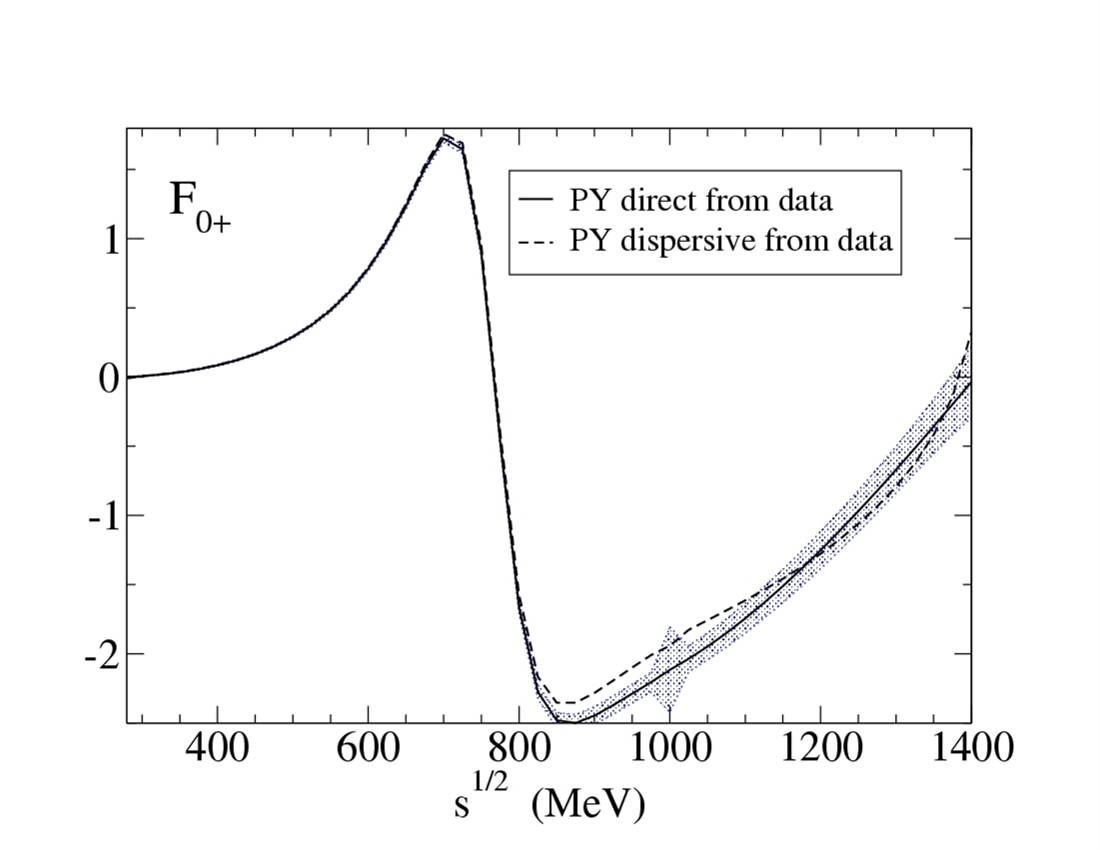 F0+
PY direct from data
PY dispersive from data
1
0
-1
-2
400 600 800 1000 1200 1400
s1/2 (MeV)